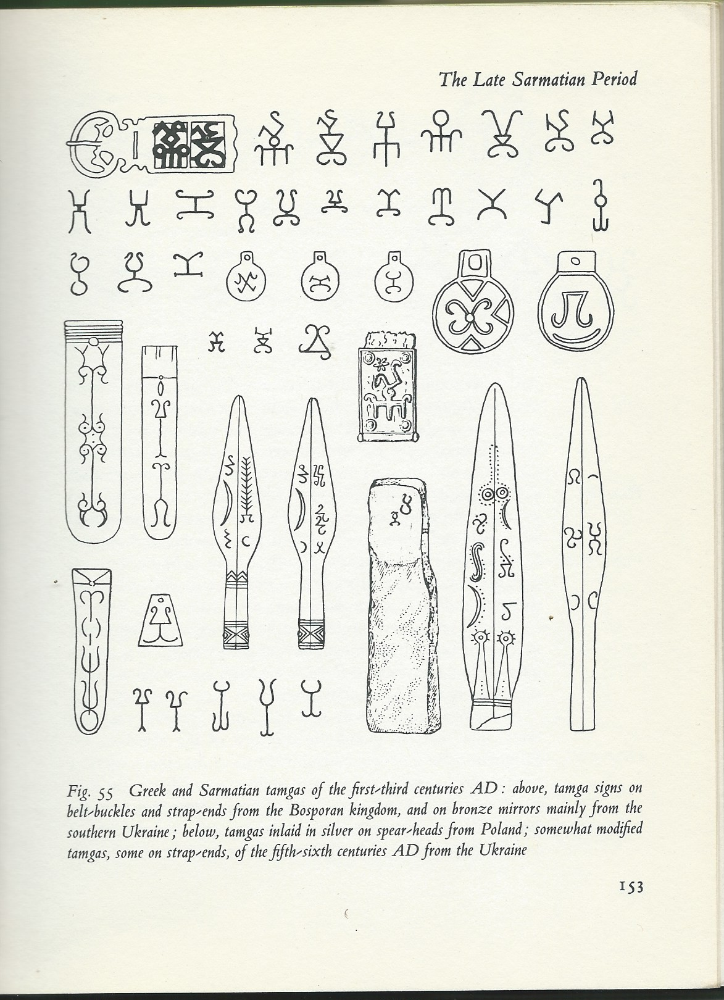 The Late Sarmatian Period
Fig. 55 Greek and Sarmatian tamgas of the first-third centuries AD: above, tamga signs on
belt-buckles and strap-ends from the Bosporan kingdom, and on bronze mirrors mainly from the
southern Ukraine; below, tamgas inlaid in silver on spear-heads from Poland; somewhat modified
tamgas, some on strap-ends, of the fifth-sixth centuries AD from the Ukraine
153